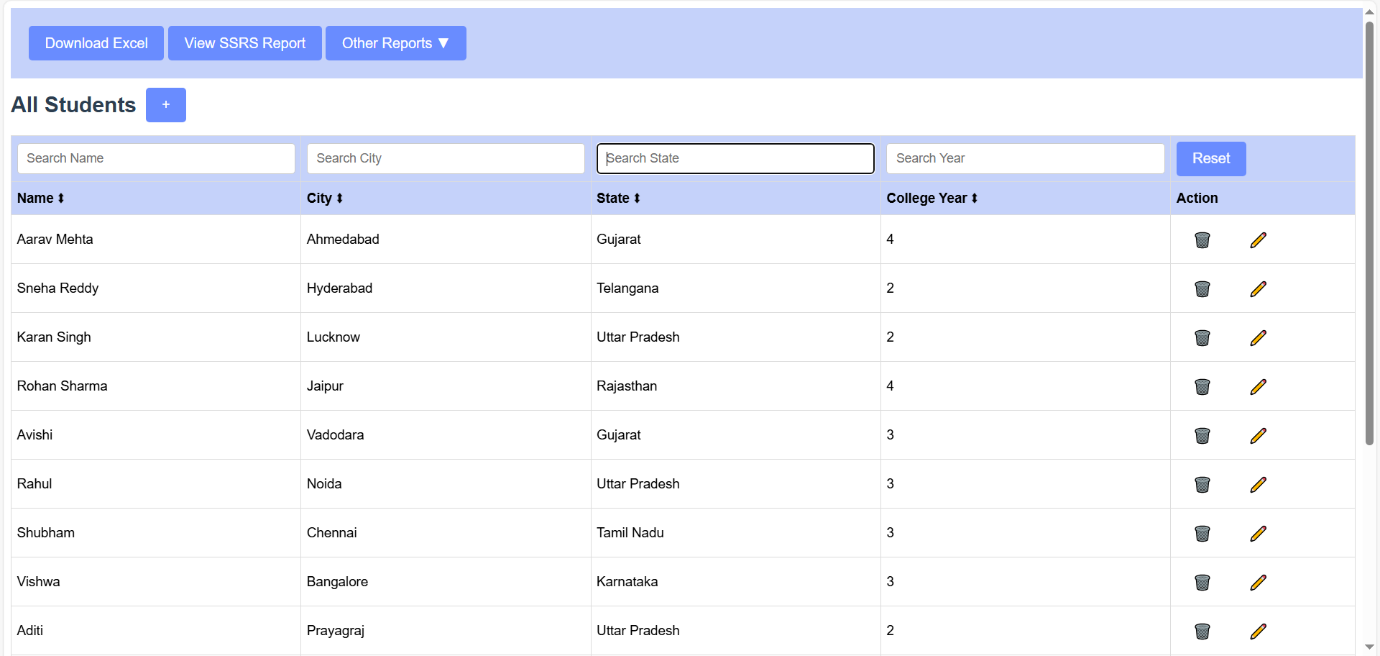 Download Excel View SSRS Report Other Reports ▼
All Students +
Search Name Search City Search State Search Year Reset
Name ⬍ City ⬍ State ⬍ College Year ⬍ Action
Aarav Mehta Ahmedabad Gujarat 4
Sneha Reddy Hyderabad Telangana 2
Karan Singh Lucknow Uttar Pradesh 2
Rohan Sharma Jaipur Rajasthan 4
Avishi Vadodara Gujarat 3
Rahul Noida Uttar Pradesh 3
Shubham Chennai Tamil Nadu 3
Vishwa Bangalore Karnataka 3
Aditi Prayagraj Uttar Pradesh 2